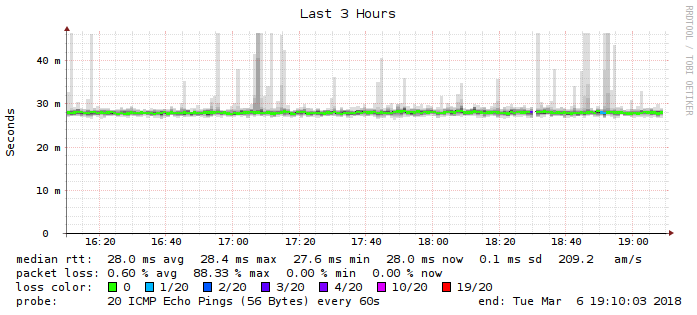 Last 3 Hours
RRDTOOL / TOBI OETIKER
Seconds
40 m
30 m
20 m
10 m
0
16:20 16:40 17:00 17:20 17:40 18:00 18:20 18:40 19:00
median rtt: 28.0 ms avg 28.4 ms max 27.6 ms min 28.0 ms now 0.1 ms sd 209.2 am/s
packet loss: 0.60 % avg 88.33 % max 0.00 % min 0.00 % now
loss color: 0 1/20 2/20 3/20 4/20 10/20 19/20
probe: 20 ICMP Echo Pings (56 Bytes) every 60s end: Tue Mar 6 19:10:03 2018